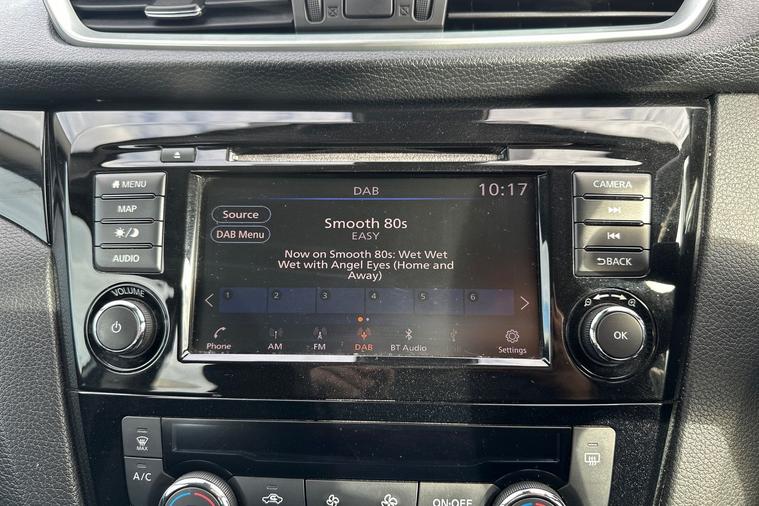 DAB
10:17
MENU
MAP
AUDIO
VOLUME
Source
DAB Menu
Smooth 80s
EASY
Now on Smooth 80s: Wet Wet
Wet with Angel Eyes (Home and
Away)
1 2 3 4 5 6
Phone AM FM DAB BT Audio Settings
CAMERA
BACK
OK
MAX
A/C
ON·OFF